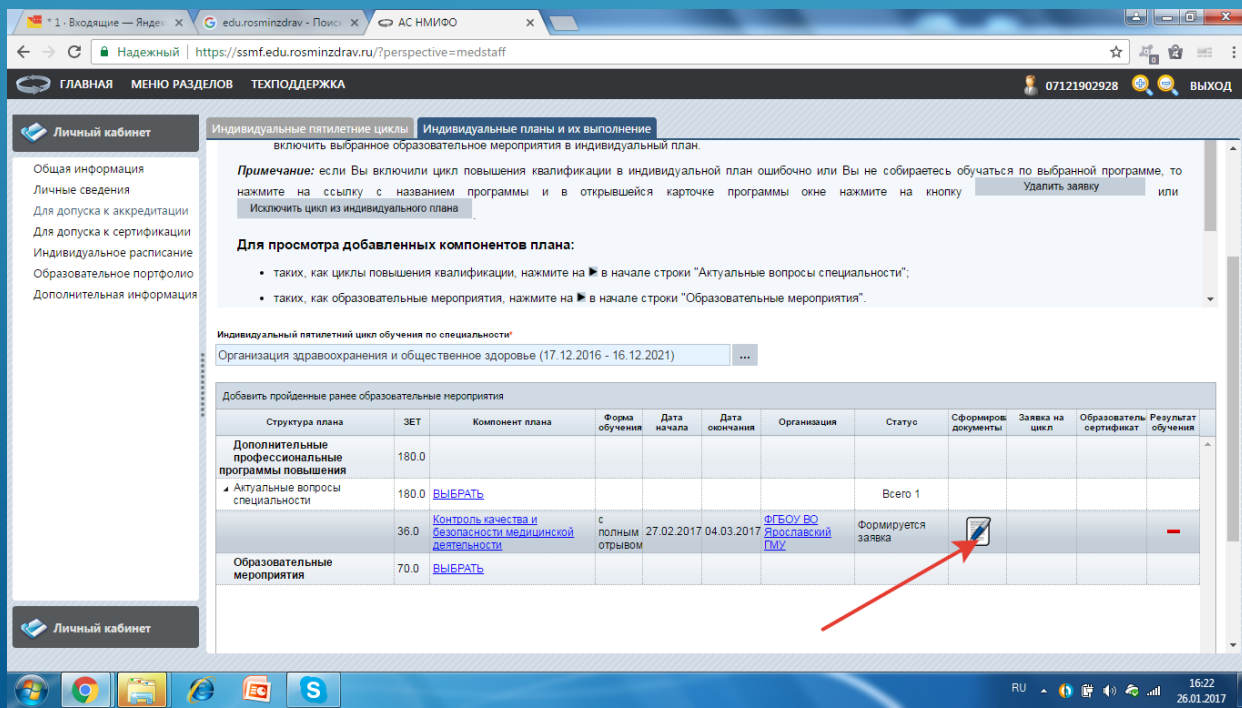 * 1 · Входящие — Яндек
edu.rosminzdrav - Поиск
АС НМИФО
Надежный
https://ssmf.edu.rosminzdrav.ru/?perspective=medstaff
0
ГЛАВНАЯ
МЕНЮ РАЗДЕЛОВ
ТЕХПОДДЕРЖКА
07121902928
ВЫХОД
Личный кабинет
Общая информация
Личные сведения
Для допуска к аккредитации
Для допуска к сертификации
Индивидуальное расписание
Образовательное портфолио
Дополнительная информация
Личный кабинет
Индивидуальные пятилетние циклы
Индивидуальные планы и их выполнение
включить выбранное образовательное мероприятия в индивидуальный план.
Примечание: если Вы включили цикл повышения квалификации в индивидуальной план ошибочно или Вы не собираетесь обучаться по выбранной программе, то
нажмите на ссылку с названием программы и в открывшейся карточке программы окне нажмите на кнопку Удалить заявку или
Исключить цикл из индивидуального плана .
Для просмотра добавленных компонентов плана:
• таких, как циклы повышения квалификации, нажмите на ▶ в начале строки "Актуальные вопросы специальности";
• таких, как образовательные мероприятия, нажмите на ▶ в начале строки "Образовательные мероприятия".
Индивидуальный пятилетний цикл обучения по специальности*
Организация здравоохранения и общественное здоровье (17.12.2016 - 16.12.2021)
...
Добавить пройденные ранее образовательные мероприятия
Структура плана
ЗЕТ
Компонент плана
Форма
обучения
Дата
начала
Дата
окончания
Организация
Статус
Сформирова
документы
Заявка на
цикл
Образователь
сертификат
Результат
обучения
Дополнительные
профессиональные
программы повышения
180.0
Актуальные вопросы
специальности
180.0
ВЫБРАТЬ
Всего 1
36.0
Контроль качества и
безопасности медицинской
деятельности
с
полным
отрывом
27.02.2017
04.03.2017
ФГБОУ ВО
Ярославский
ГМУ
Формируется
заявка
Образовательные
мероприятия
70.0
ВЫБРАТЬ
RU
16:22
26.01.2017